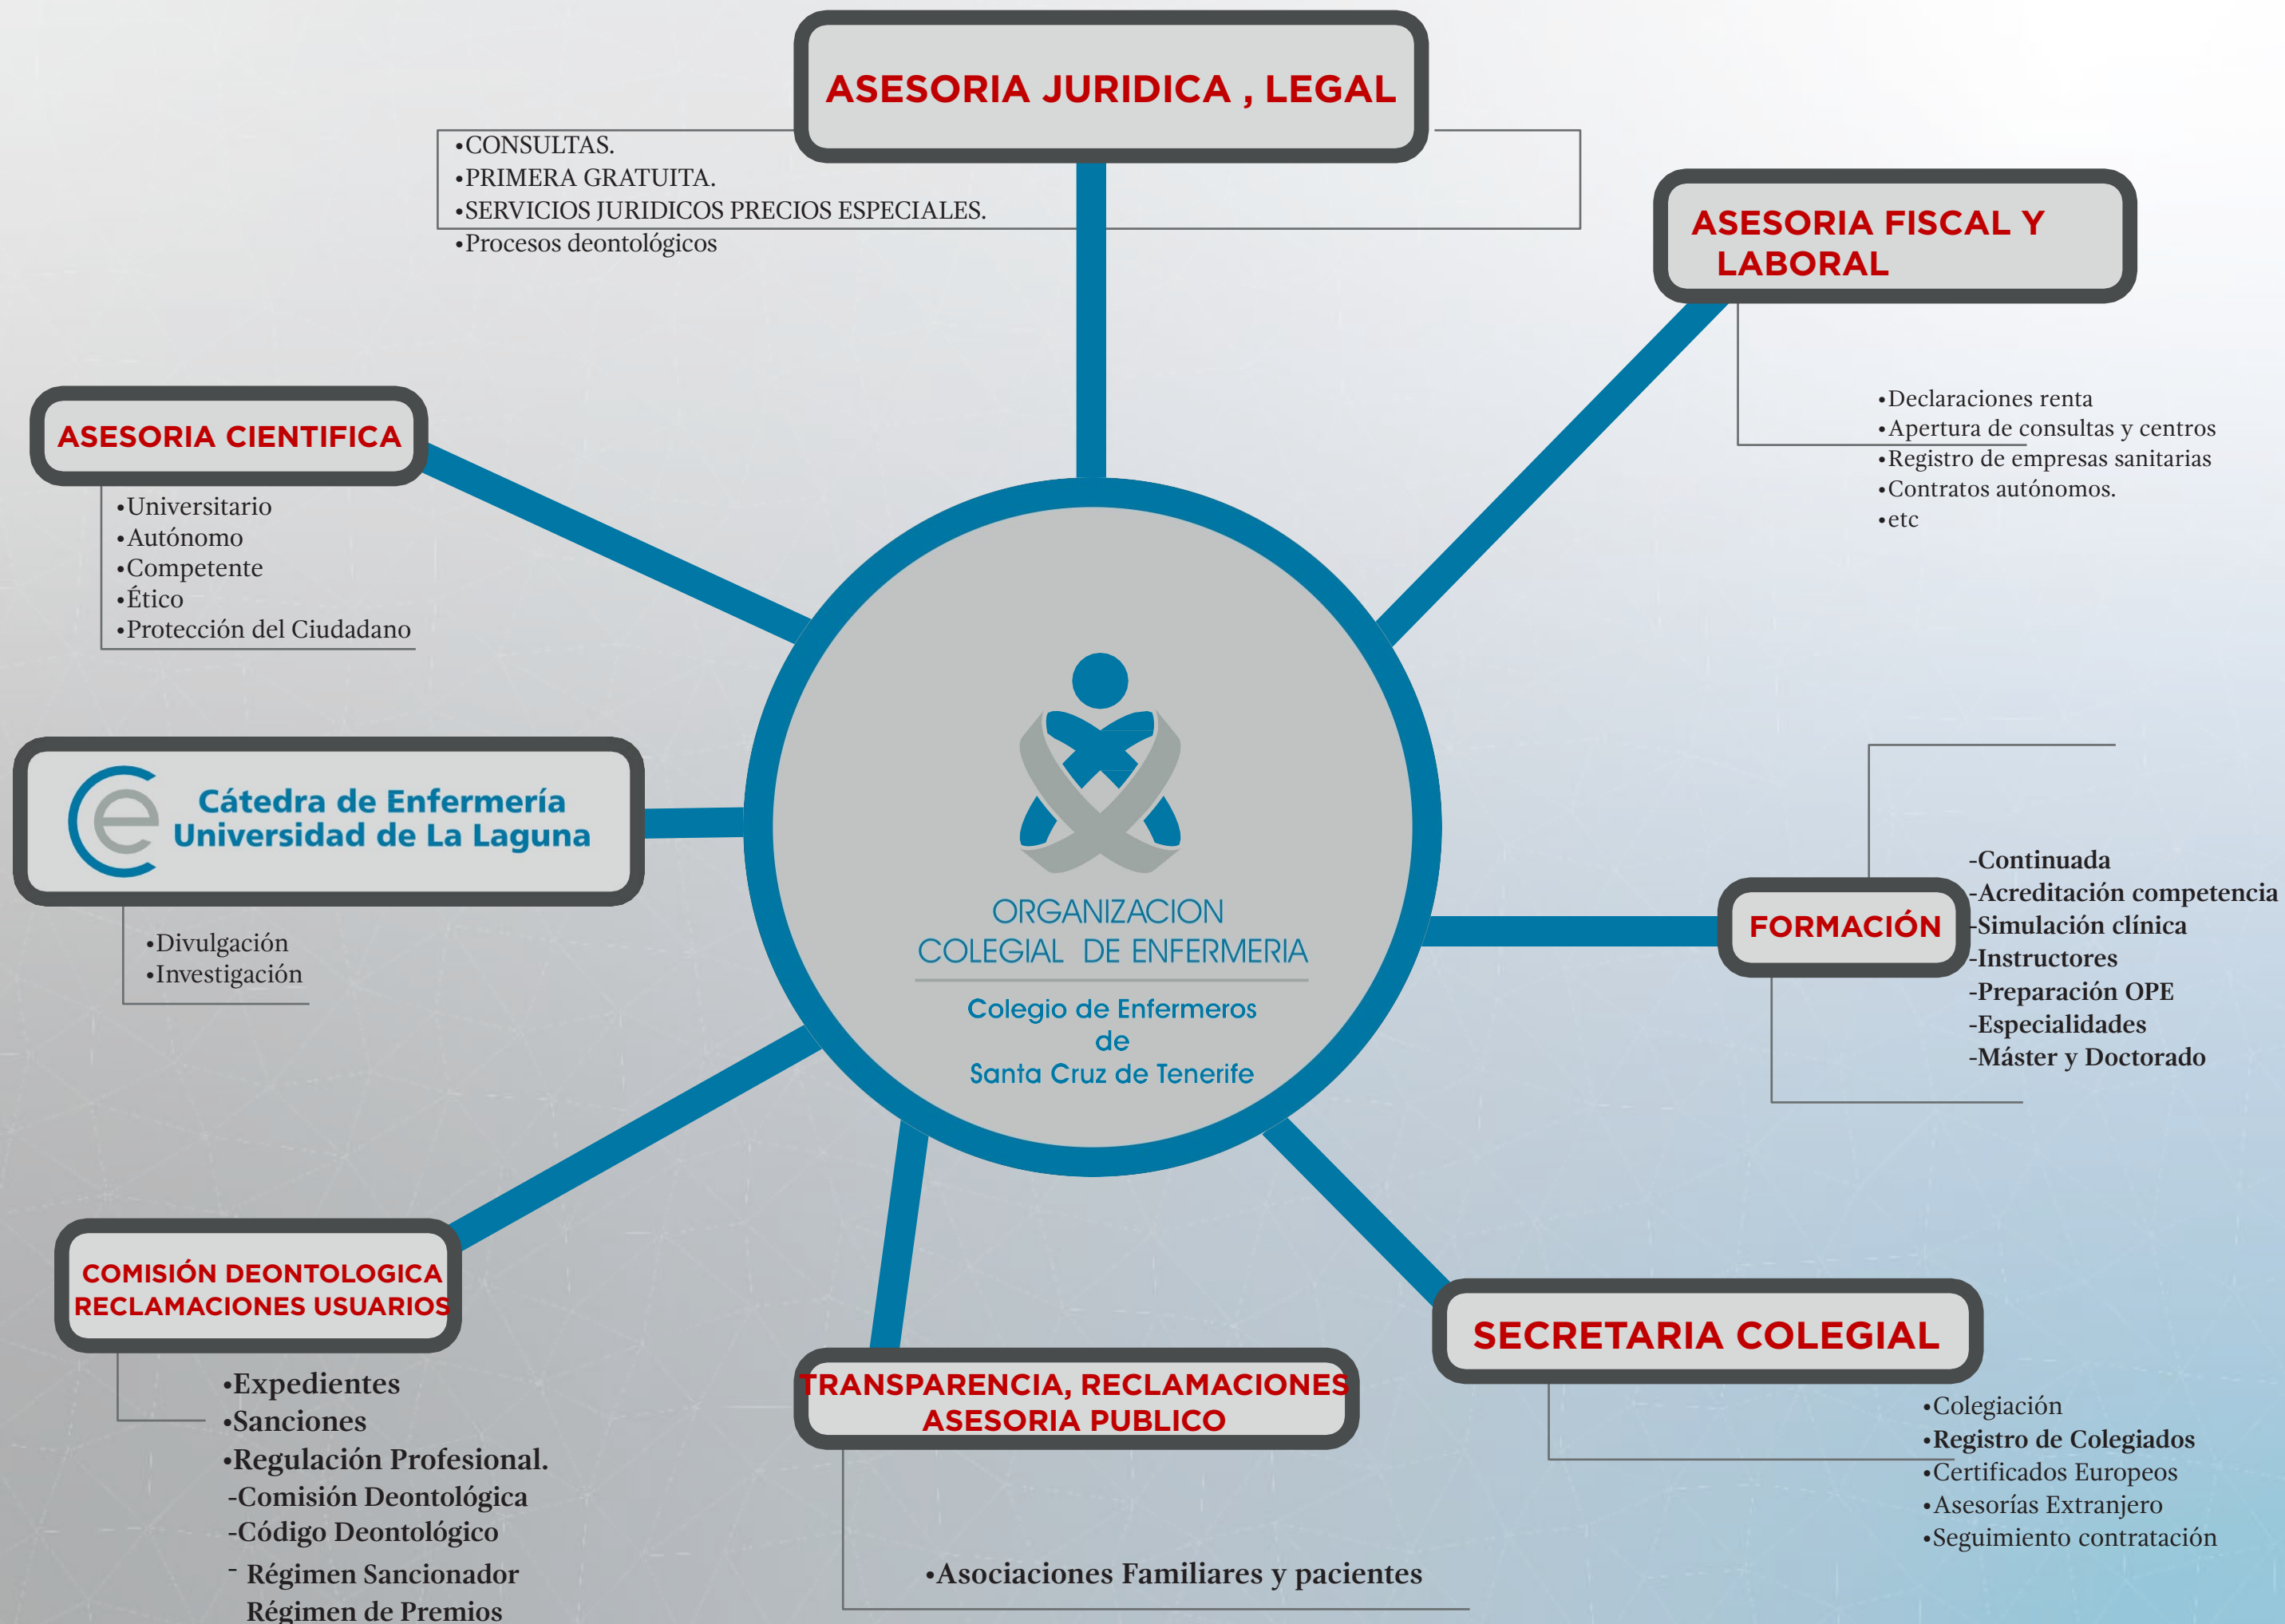 ASESORIA JURIDICA , LEGAL
•CONSULTAS.
•PRIMERA GRATUITA.
•SERVICIOS JURIDICOS PRECIOS ESPECIALES.
•Procesos deontológicos
ASESORIA FISCAL Y
LABORAL
•Declaraciones renta
•Apertura de consultas y centros
•Registro de empresas sanitarias
•Contratos autónomos.
•etc
ASESORIA CIENTIFICA
•Universitario
•Autónomo
•Competente
•Ético
•Protección del Ciudadano
Ce
Cátedra de Enfermería
Universidad de La Laguna
•Divulgación
•Investigación
ORGANIZACION
COLEGIAL DE ENFERMERIA
Colegio de Enfermeros
de
Santa Cruz de Tenerife
FORMACIÓN
-Continuada
-Acreditación competencia
-Simulación clínica
-Instructores
-Preparación OPE
-Especialidades
-Máster y Doctorado
COMISIÓN DEONTOLOGICA
RECLAMACIONES USUARIOS
•Expedientes
•Sanciones
•Regulación Profesional.
-Comisión Deontológica
-Código Deontológico
- Régimen Sancionador
Régimen de Premios
TRANSPARENCIA, RECLAMACIONES
ASESORIA PUBLICO
•Asociaciones Familiares y pacientes
SECRETARIA COLEGIAL
•Colegiación
•Registro de Colegiados
•Certificados Europeos
•Asesorías Extranjero
•Seguimiento contratación